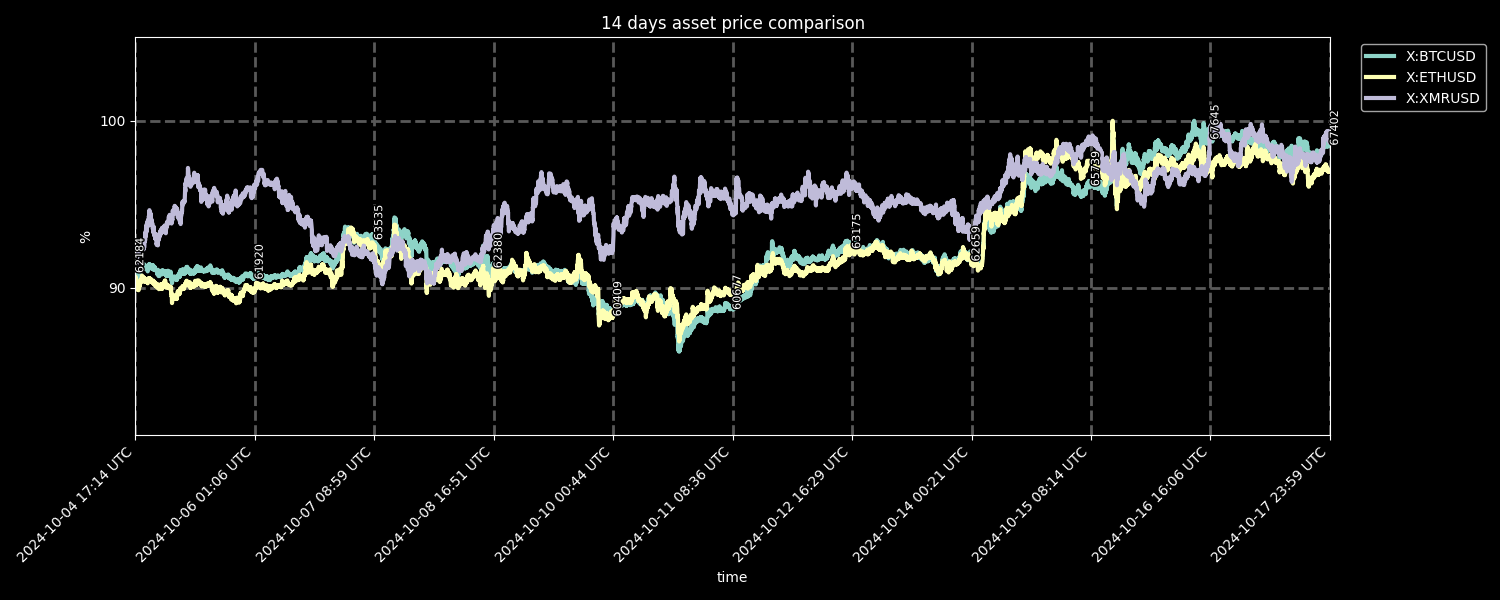 14 days asset price comparison
X:BTCUSD
X:ETHUSD
X:XMRUSD
100
90
%
62184
61920
63535
62380
60409
60677
63175
62659
65739
67645
67402
2024-10-04 17:14 UTC
2024-10-06 01:06 UTC
2024-10-07 08:59 UTC
2024-10-08 16:51 UTC
2024-10-10 00:44 UTC
2024-10-11 08:36 UTC
2024-10-12 16:29 UTC
2024-10-14 00:21 UTC
2024-10-15 08:14 UTC
2024-10-16 16:06 UTC
2024-10-17 23:59 UTC
time